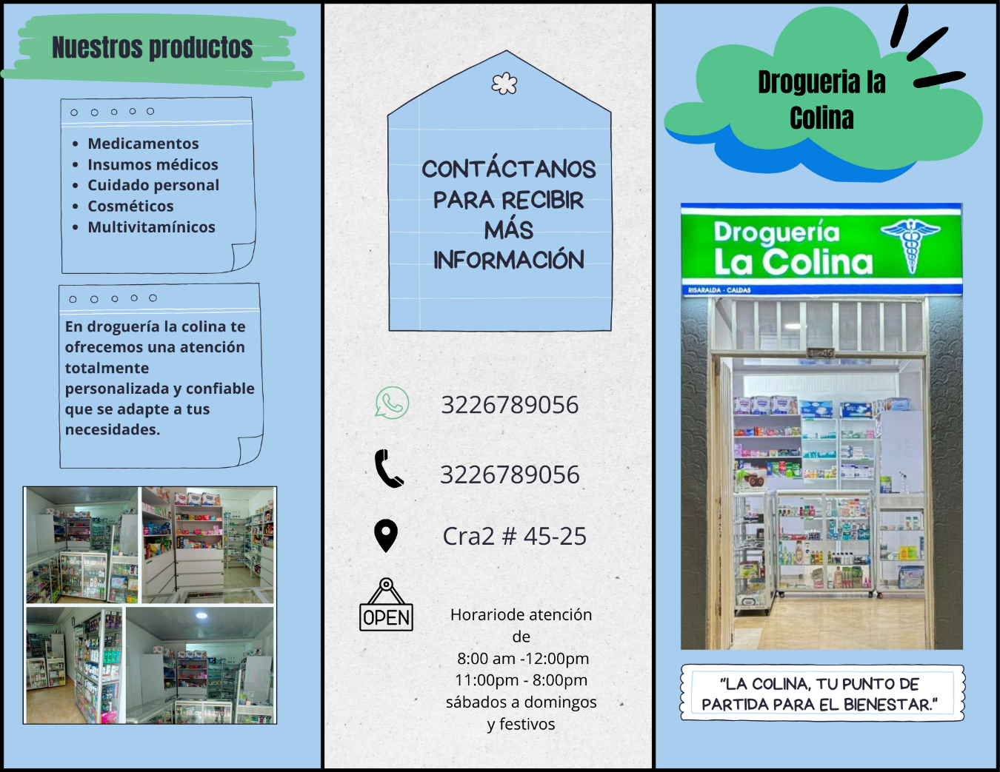 Nuestros productos
Medicamentos
Insumos médicos
Cuidado personal
Cosméticos
Multivitamínicos
En droguería la colina te
ofrecemos una atención
totalmente
personalizada y confiable
que se adapte a tus
necesidades.
CONTÁCTANOS
PARA RECIBIR
MÁS
INFORMACIÓN
3226789056
3226789056
Cra2 # 45-25
OPEN
Horariode atención
de
8:00 am -12:00pm
11:00pm - 8:00pm
sábados a domingos
y festivos
Drogueria la
Colina
Droguería
La Colina
RISARALDA - CALDAS
"LA COLINA, TU PUNTO DE
PARTIDA PARA EL BIENESTAR."